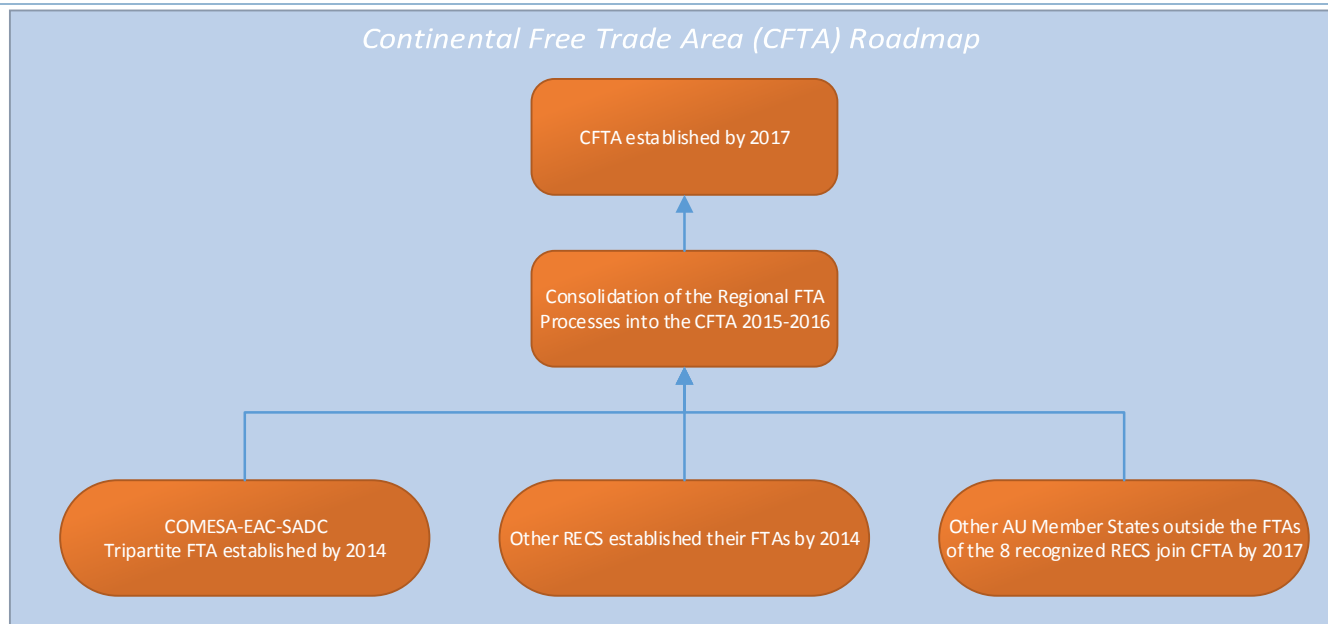 Continental Free Trade Area (CFTA) Roadmap
CFTA established by 2017
Consolidation of the Regional FTA
Processes into the CFTA 2015-2016
COMESA-EAC-SADC
Tripartite FTA established by 2014
Other RECS established their FTAs by 2014
Other AU Member States outside the FTAs
of the 8 recognized RECS join CFTA by 2017